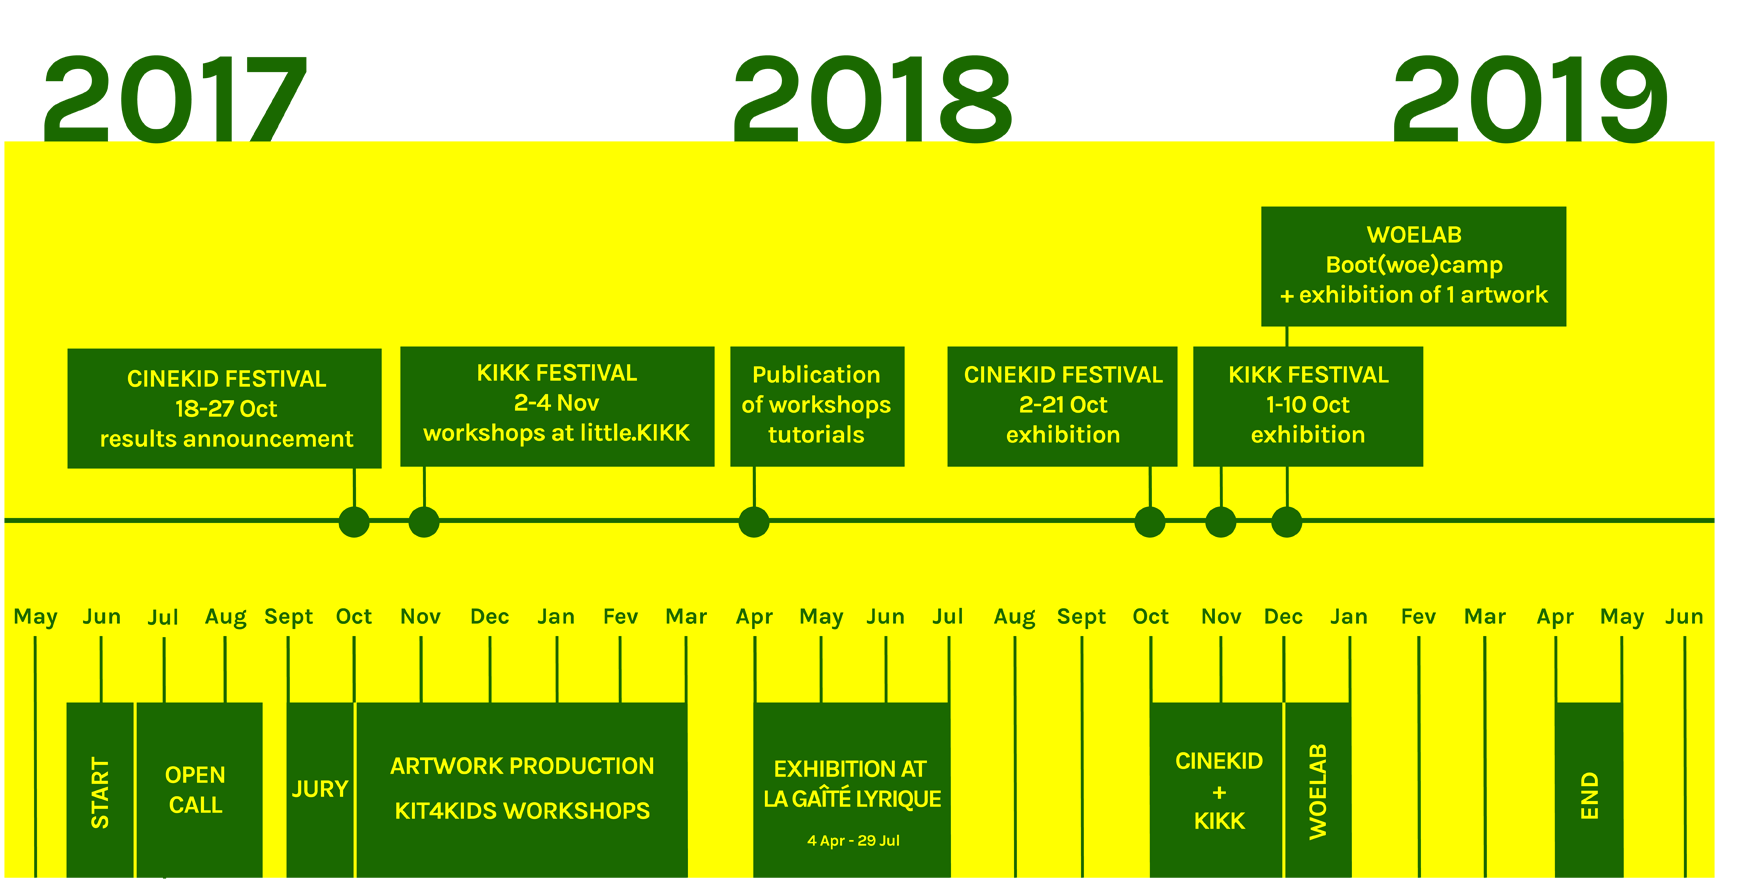 2017
2018
2019
WOELAB
Boot(woe)camp
+ exhibition of 1 artwork
CINEKID FESTIVAL
18-27 Oct
results announcement
KIKK FESTIVAL
2-4 Nov
workshops at little.KIKK
Publication
of workshops
tutorials
CINEKID FESTIVAL
2-21 Oct
exhibition
KIKK FESTIVAL
1-10 Oct
exhibition
May Jun Jul Aug Sept Oct Nov Dec Jan Fev Mar Apr May Jun Jul Aug Sept Oct Nov Dec Jan Fev Mar Apr May Jun
START
OPEN
CALL
JURY
ARTWORK PRODUCTION
KIT4KIDS WORKSHOPS
EXHIBITION AT
LA GAÎTÉ LYRIQUE
4 Apr - 29 Jul
CINEKID
+
KIKK
WOELAB
END